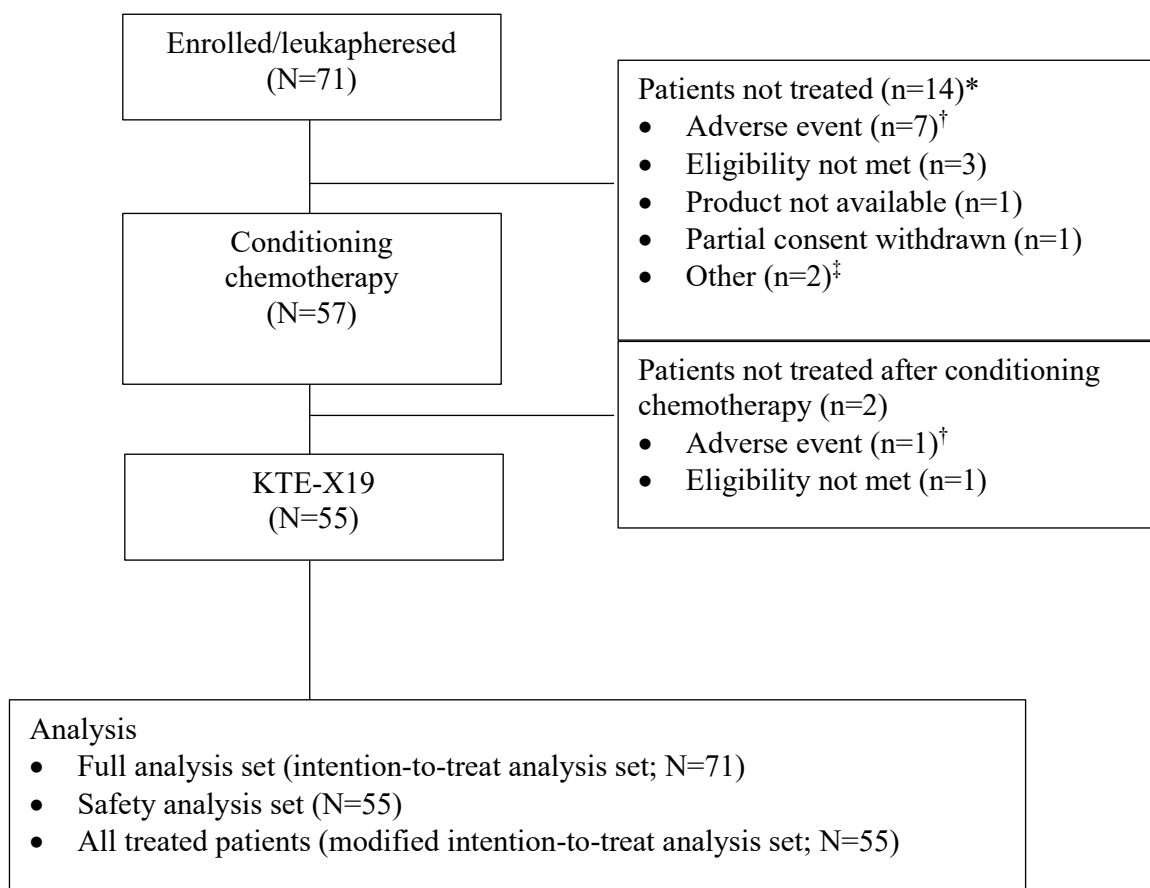 Enrolled/leukapheresed
(N=71)
Patients not treated (n=14)*
• Adverse event (n=7)†
• Eligibility not met (n=3)
• Product not available (n=1)
• Partial consent withdrawn (n=1)
• Other (n=2)‡
Conditioning
chemotherapy
(N=57)
Patients not treated after conditioning
chemotherapy (n=2)
• Adverse event (n=1)†
• Eligibility not met (n=1)
KTE-X19
(N=55)
Analysis
• Full analysis set (intention-to-treat analysis set; N=71)
• Safety analysis set (N=55)
• All treated patients (modified intention-to-treat analysis set; N=55)